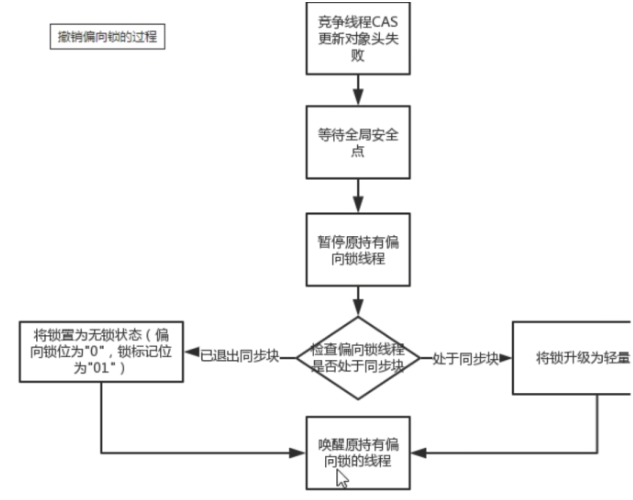 撤销偏向锁的过程
竞争线程CAS
更新对象头失
败
等待全局安全
点
暂停原持有偏
向锁线程
检查偏向锁线程
是否处于同步块
已退出同步块
处于同步块
将锁置为无锁状态（偏
向锁位为"0"，锁标记位
为"01"）
将锁升级为轻量
唤醒原持有偏
向锁的线程